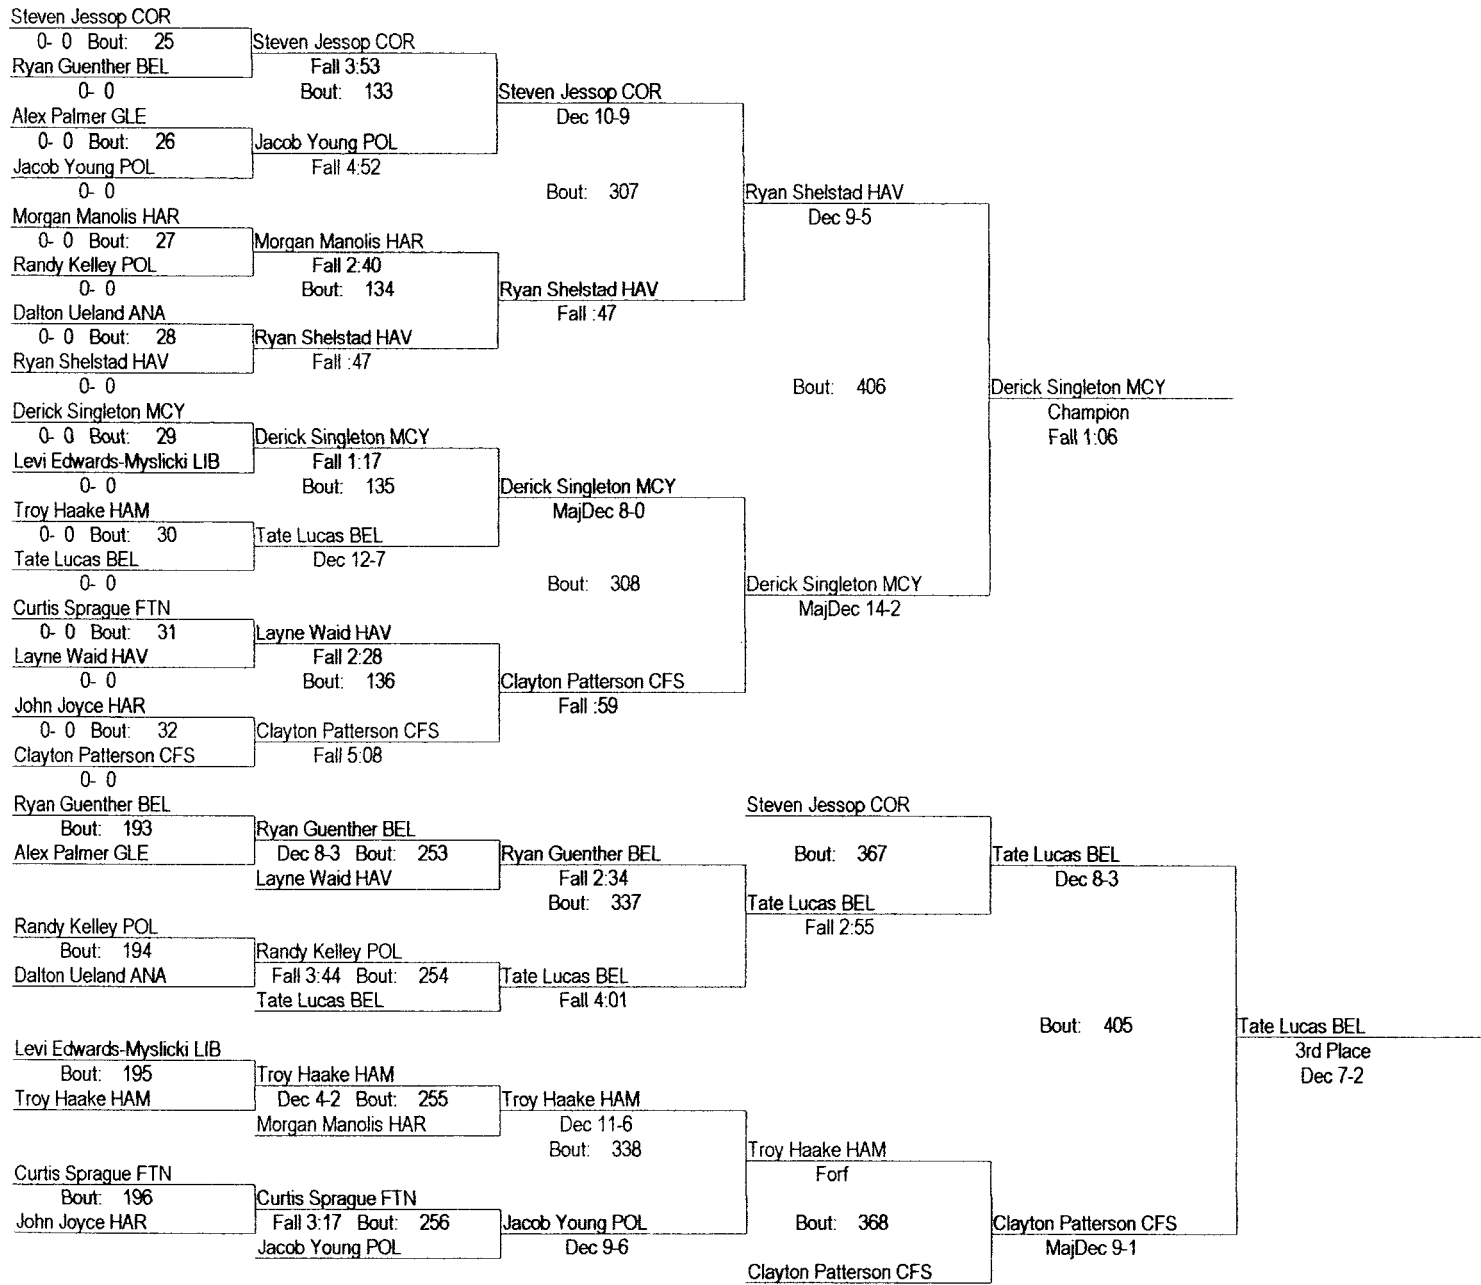 Steven Jessop COR
0- 0 Bout: 25
Ryan Guenther BEL
0- 0
Alex Palmer GLE
0- 0 Bout: 26
Jacob Young POL
0- 0
Morgan Manolis HAR
0- 0 Bout: 27
Randy Kelley POL
0- 0
Dalton Ueland ANA
0- 0 Bout: 28
Ryan Shelstad HAV
0- 0
Derick Singleton MCY
0- 0 Bout: 29
Levi Edwards-Myslicki LIB
0- 0
Troy Haake HAM
0- 0 Bout: 30
Tate Lucas BEL
0- 0
Curtis Sprague FTN
0- 0 Bout: 31
Layne Waid HAV
0- 0
John Joyce HAR
0- 0 Bout: 32
Clayton Patterson CFS
0- 0
Steven Jessop COR
Fall 3:53
Bout: 133
Jacob Young POL
Fall 4:52
Morgan Manolis HAR
Fall 2:40
Bout: 134
Ryan Shelstad HAV
Fall :47
Derick Singleton MCY
Fall 1:17
Bout: 135
Tate Lucas BEL
Dec 12-7
Layne Waid HAV
Fall 2:28
Bout: 136
Clayton Patterson CFS
Fall 5:08
Steven Jessop COR
Dec 10-9
Bout: 307
Ryan Shelstad HAV
Fall :47
Derick Singleton MCY
MajDec 8-0
Bout: 308
Clayton Patterson CFS
Fall :59
Ryan Shelstad HAV
Dec 9-5
Bout: 406
Derick Singleton MCY
MajDec 14-2
Derick Singleton MCY
Champion
Fall 1:06
Ryan Guenther BEL
Bout: 193
Alex Palmer GLE
Randy Kelley POL
Bout: 194
Dalton Ueland ANA
Levi Edwards-Myslicki LIB
Bout: 195
Troy Haake HAM
Curtis Sprague FTN
Bout: 196
John Joyce HAR
Ryan Guenther BEL
Dec 8-3 Bout: 253
Layne Waid HAV
Randy Kelley POL
Fall 3:44 Bout: 254
Tate Lucas BEL
Troy Haake HAM
Dec 4-2 Bout: 255
Morgan Manolis HAR
Curtis Sprague FTN
Fall 3:17 Bout: 256
Jacob Young POL
Ryan Guenther BEL
Fall 2:34
Bout: 337
Tate Lucas BEL
Fall 4:01
Troy Haake HAM
Dec 11-6
Bout: 338
Jacob Young POL
Dec 9-6
Steven Jessop COR
Bout: 367
Tate Lucas BEL
Fall 2:55
Troy Haake HAM
Forf
Bout: 368
Clayton Patterson CFS
Tate Lucas BEL
Dec 8-3
Bout: 405
Clayton Patterson CFS
MajDec 9-1
Tate Lucas BEL
3rd Place
Dec 7-2